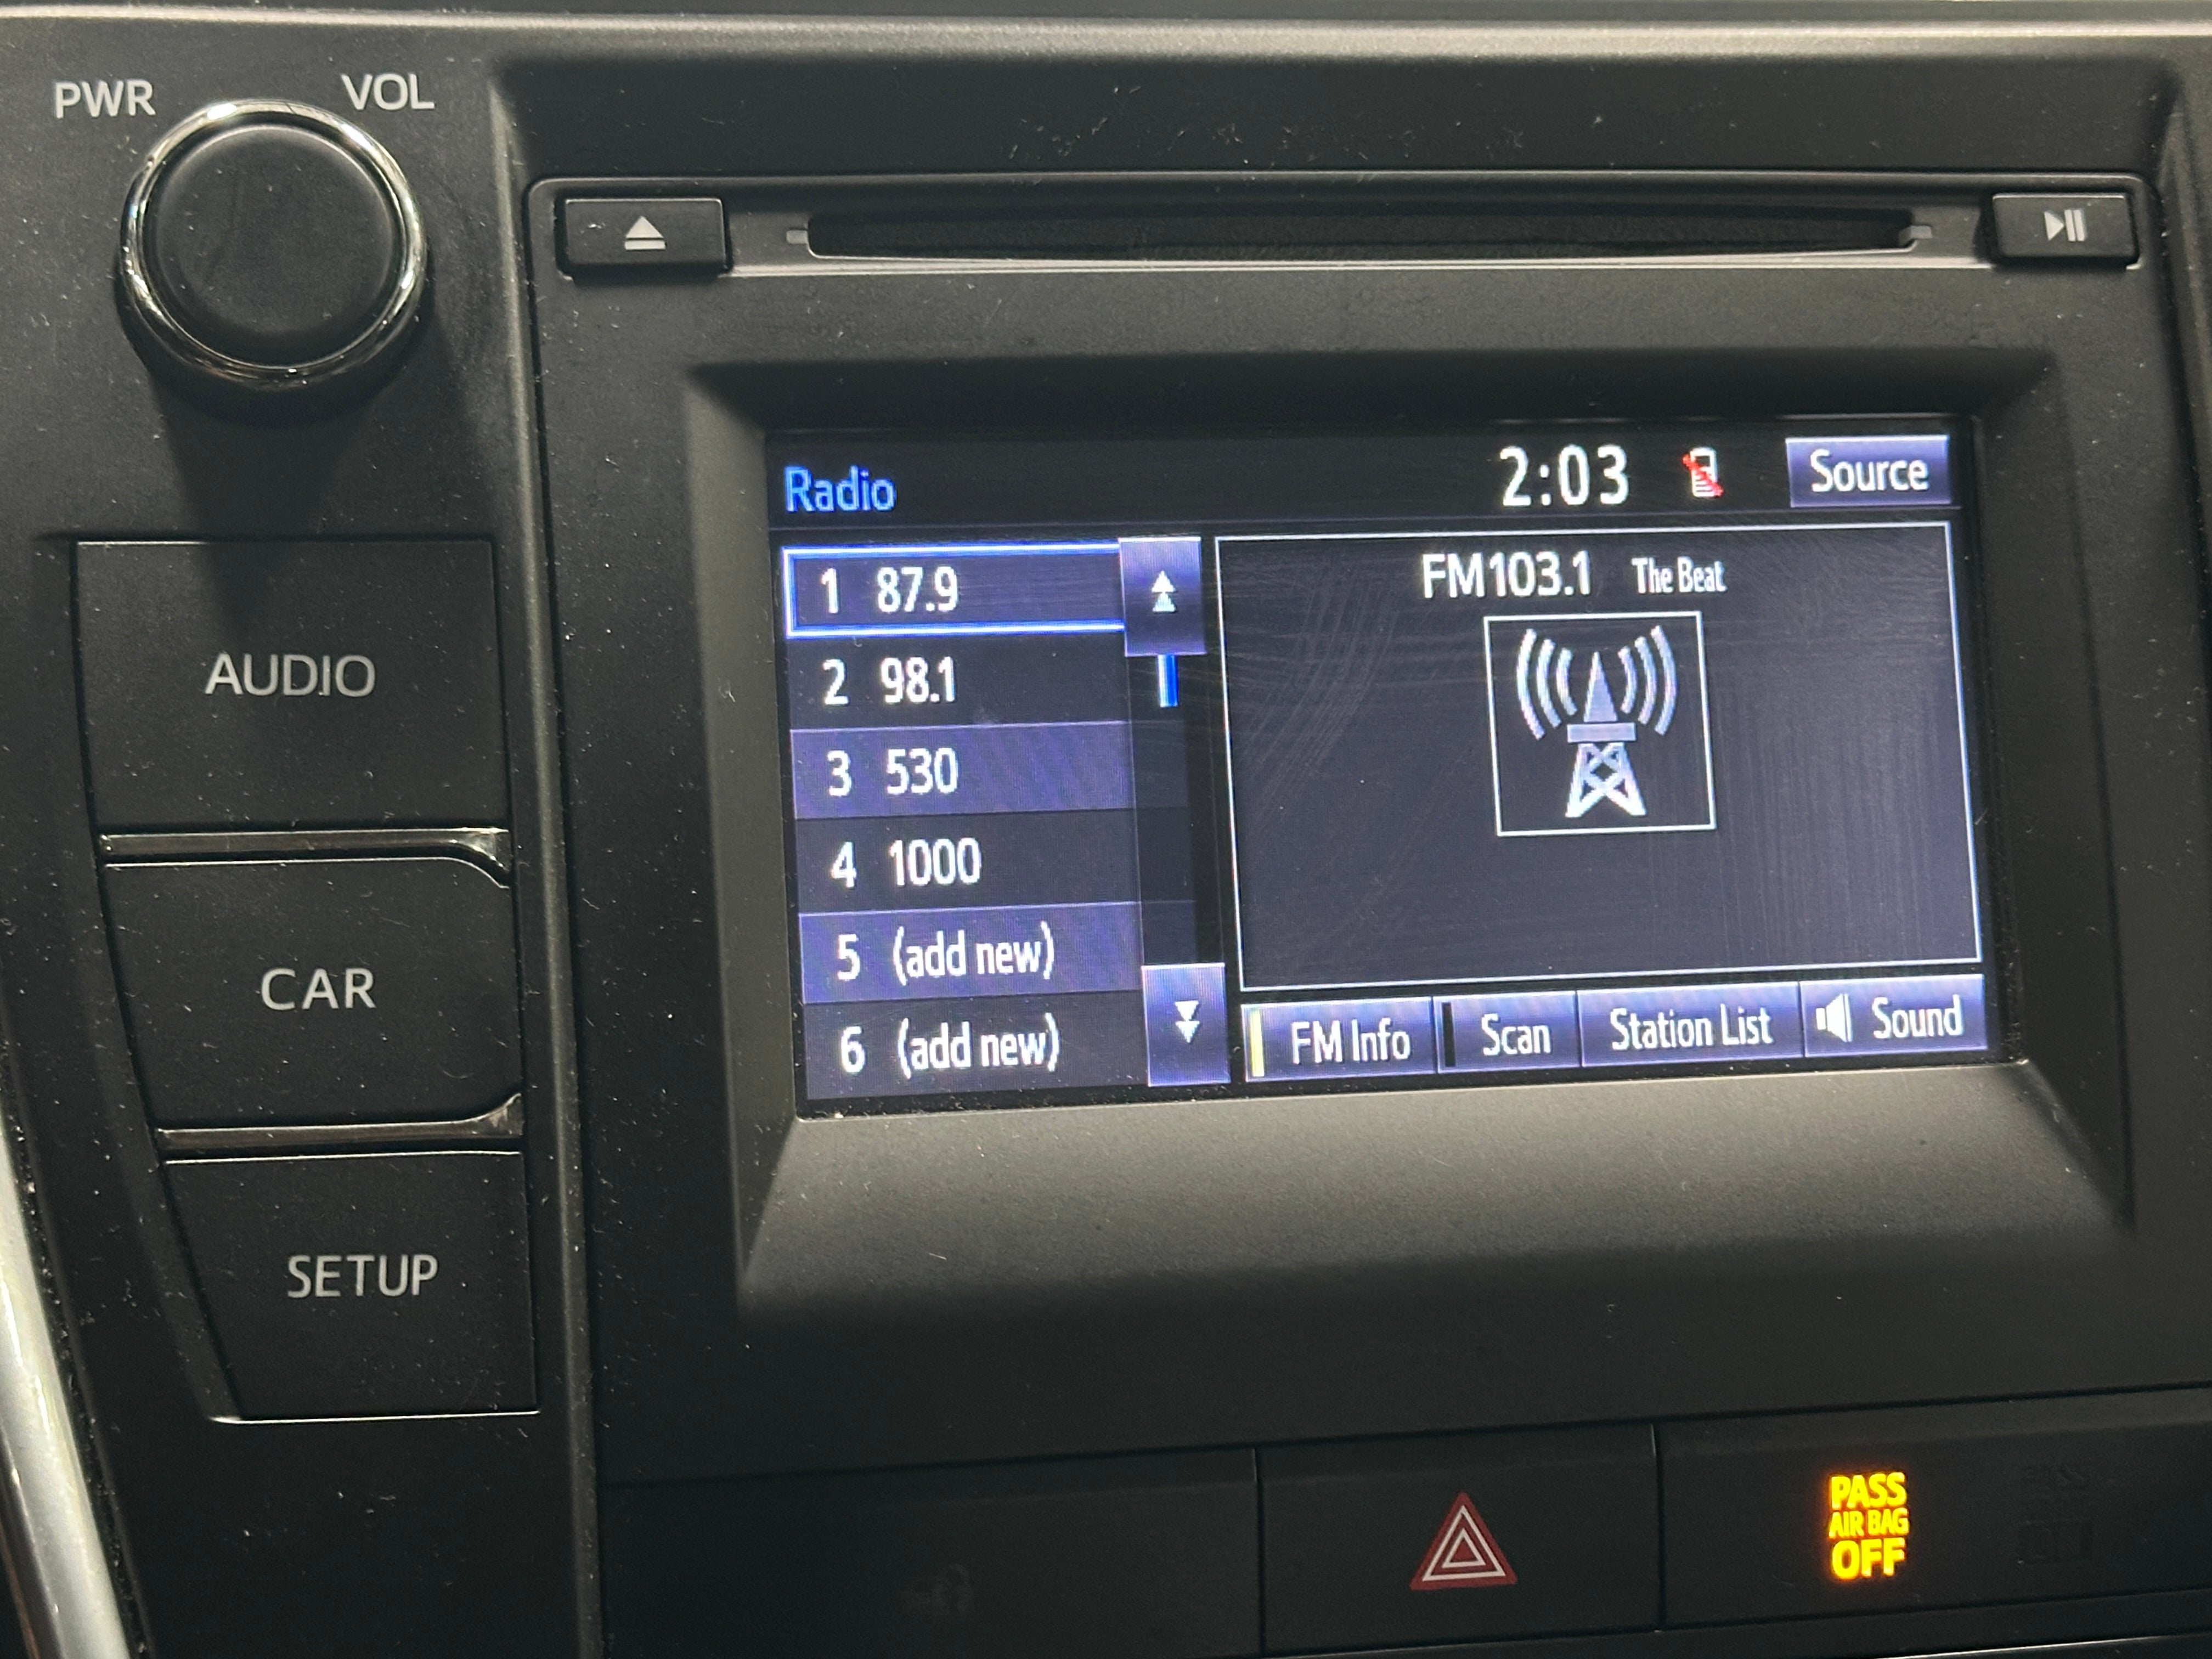 PWR VOL
Radio 2:03 Source
1 87.9
2 98.1
3 530
4 1000
5 (add new)
6 (add new)
FM103.1 The Beat
FM Info Scan Station List Sound
AUDIO
CAR
SETUP
PASS
AIR BAG
OFF